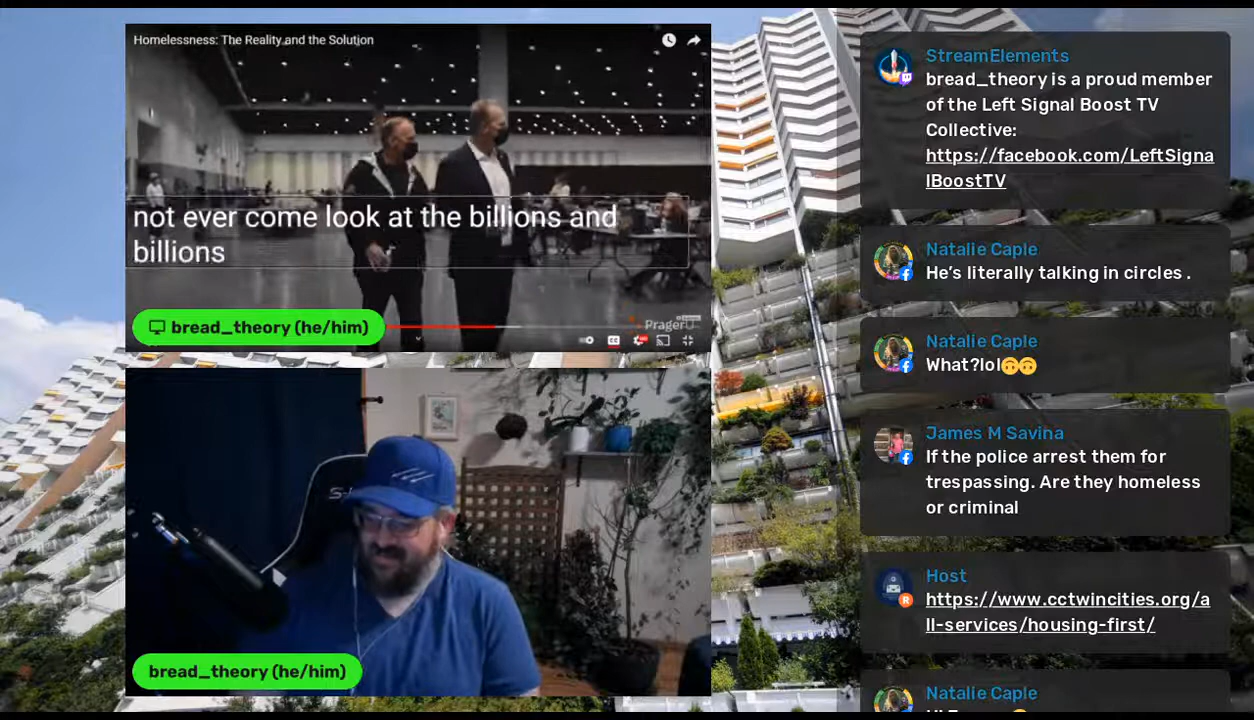 Homelessness: The Reality and the Solution
not ever come look at the billions and
billions
bread_theory (he/him)
PragerU
bread_theory (he/him)
StreamElements
bread_theory is a proud member
of the Left Signal Boost TV
Collective:
https://facebook.com/LeftSigna
lBoostTV
Natalie Caple
He's literally talking in circles .
Natalie Caple
What?lol🙃🙃
James M Savina
If the police arrest them for
trespassing. Are they homeless
or criminal
Host
https://www.cctwincities.org/a
ll-services/housing-first/
Natalie Caple